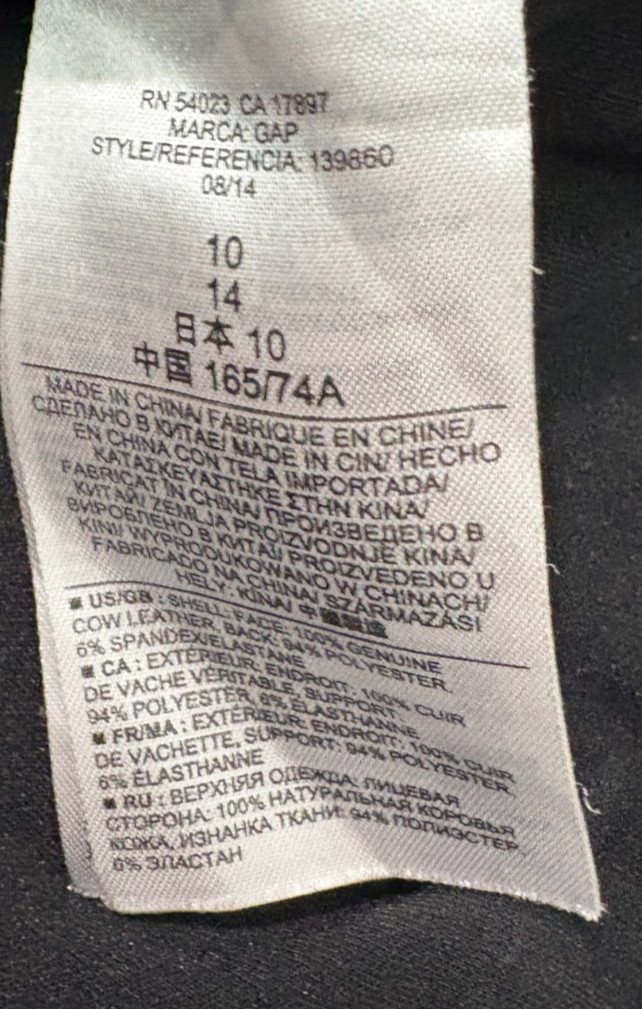 RN 54023 CA 17897
MARCA: GAP
STYLE/REFERENCIA: 139860
08/14
10
14
日本 10
中国 165/74A
MADE IN CHINA/ FABRIQUE EN CHINE/
СДЕЛАНО В КИТАЕ/ MADE IN CIN/ HECHO
EN CHINA CON TELA IMPORTADA/
ΚΑΤΑΣΚΕΥΑΣΤΗΚΕ ΣΤΗΝ ΚΙΝΑ/
FABRICAT IN CHINA/ ПРОИЗВЕДЕНО В
КИТАЙ/ ZEMLJA PROIZVODNJE KINA/
ВИРОБЛЕНО В КИТАЇ/ PROIZVEDENO U
KINI/ WYPRODUKOWANO W CHINACH/
FABRICADO NA CHINA/ SZÁRMAZÁSI
HELY: KÍNA/ 中国
■ US/GB : SHELL: FACE: 100% GENUINE
COW LEATHER, BACK: 94% POLYESTER,
6% SPANDEX/ELASTANE
■ CA : EXTÉRIEUR: ENDROIT: 100% CUIR
DE VACHE VÉRITABLE, SUPPORT:
94% POLYESTER, 6% ÉLASTHANNE
■ FR/MA : EXTÉRIEUR: ENDROIT: 100% CUIR
DE VACHETTE, SUPPORT: 94% POLYESTER,
6% ÉLASTHANNE
■ RU : ВЕРХНЯЯ ОДЕЖДА: ЛИЦЕВАЯ
СТОРОНА: 100% НАТУРАЛЬНАЯ КОРОВЬЯ
КОЖА, ИЗНАНКА ТКАНИ: 94% ПОЛИЭСТЕР,
6% ЭЛАСТАН